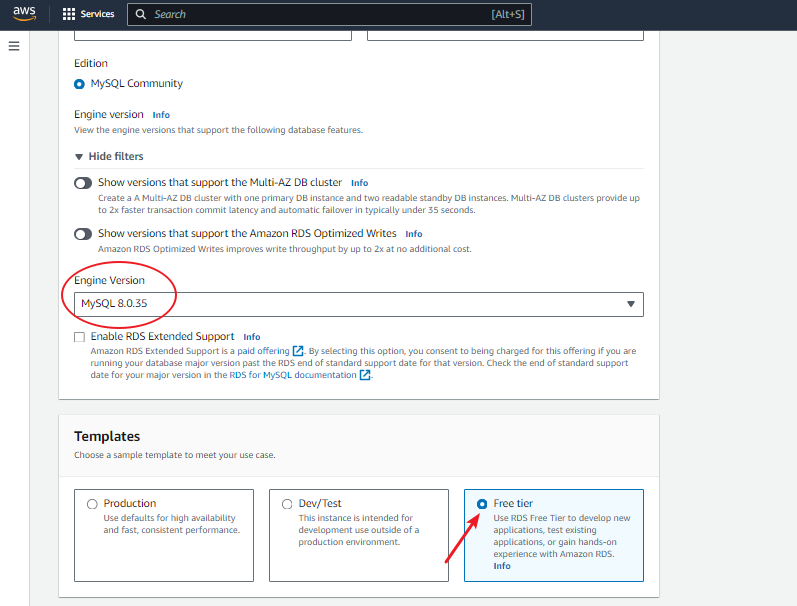 aws
Services
Search
[Alt+S]
Edition
MySQL Community
Engine version Info
View the engine versions that support the following database features.
Hide filters
Show versions that support the Multi-AZ DB cluster Info
Create a A Multi-AZ DB cluster with one primary DB instance and two readable standby DB instances. Multi-AZ DB clusters provide up
to 2x faster transaction commit latency and automatic failover in typically under 35 seconds.
Show versions that support the Amazon RDS Optimized Writes Info
Amazon RDS Optimized Writes improves write throughput by up to 2x at no additional cost.
Engine Version
MySQL 8.0.35
Enable RDS Extended Support Info
Amazon RDS Extended Support is a paid offering. By selecting this option, you consent to being charged for this offering if you are
running your database major version past the RDS end of standard support date for that version. Check the end of standard support
date for your major version in the RDS for MySQL documentation.
Templates
Choose a sample template to meet your use case.
Production
Use defaults for high availability
and fast, consistent performance.
Dev/Test
This instance is intended for
development use outside of a
production environment.
Free tier
Use RDS Free Tier to develop new
applications, test existing
applications, or gain hands-on
experience with Amazon RDS.
Info